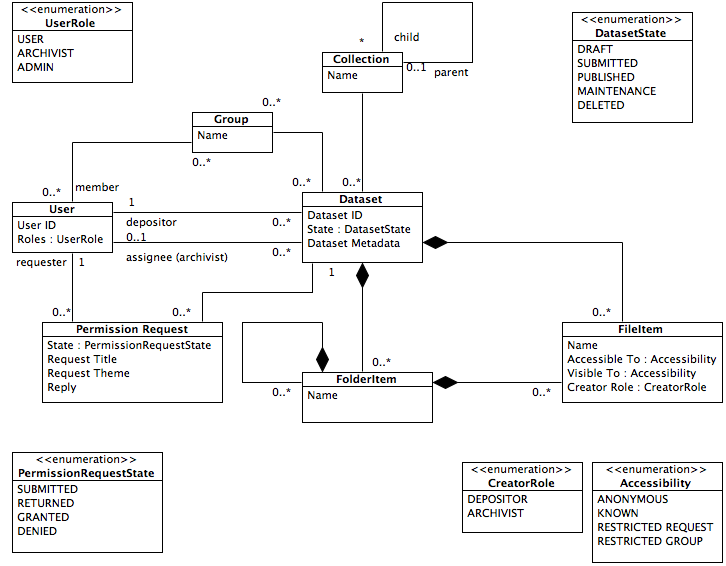 <<enumeration>>
UserRole
USER
ARCHIVIST
ADMIN
child
*
Collection
0..1
parent
Name
<<enumeration>>
DatasetState
DRAFT
SUBMITTED
PUBLISHED
MAINTENANCE
DELETED
0..*
Group
Name
0..*
0..*
member
0..*
0..*
User
User ID
Roles : UserRole
1
depositor
0..*
0..1
assignee (archivist)
0..*
Dataset
Dataset ID
State : DatasetState
Dataset Metadata
requester
1
1
0..*
0..*
0..*
Permission Request
State : PermissionRequestState
Request Title
Request Theme
Reply
FileItem
Name
Accessible To : Accessibility
Visible To : Accessibility
Creator Role : CreatorRole
0..*
0..*
FolderItem
Name
0..*
<<enumeration>>
PermissionRequestState
SUBMITTED
RETURNED
GRANTED
DENIED
<<enumeration>>
CreatorRole
DEPOSITOR
ARCHIVIST
<<enumeration>>
Accessibility
ANONYMOUS
KNOWN
RESTRICTED REQUEST
RESTRICTED GROUP